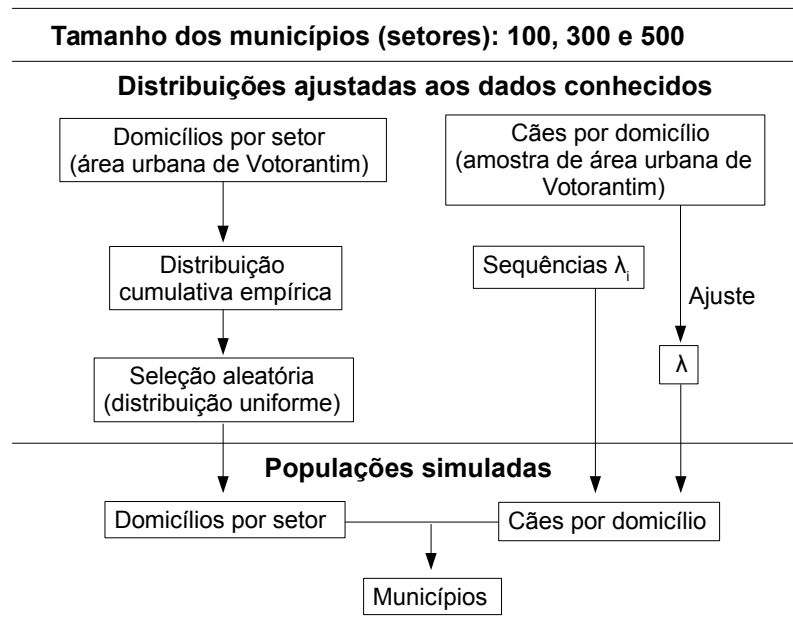 Tamanho dos municípios (setores): 100, 300 e 500
Distribuições ajustadas aos dados conhecidos
Domicílios por setor
(área urbana de Votorantim)
Cães por domicílio
(amostra de área urbana de
Votorantim)
Distribuição
cumulativa empírica
Sequências λi
Ajuste
Seleção aleatória
(distribuição uniforme)
λ
Populações simuladas
Domicílios por setor
Cães por domicílio
Municípios